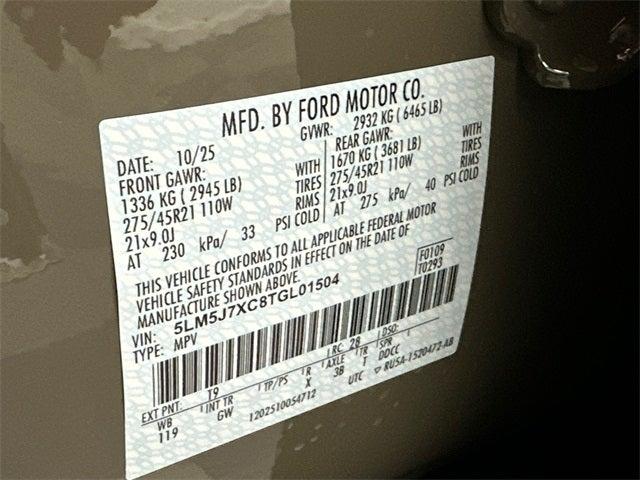 MFD. BY FORD MOTOR CO.
DATE: 10/25 GVWR: 2932 KG ( 6465 LB)
FRONT GAWR: WITH
1336 KG ( 2945 LB) TIRES
275/45R21 110W RIMS
21x9.0J PSI COLD
AT 230 kPa/ 33
REAR GAWR: WITH
1670 KG ( 3681 LB) TIRES
275/45R21 110W RIMS
21x9.0J PSI COLD
AT 275 kPa/ 40
THIS VEHICLE CONFORMS TO ALL APPLICABLE FEDERAL MOTOR
VEHICLE SAFETY STANDARDS IN EFFECT ON THE DATE OF
MANUFACTURE SHOWN ABOVE.
F0109
T0293
VIN: 5LM5J7XC8TGL01504
TYPE: MPV
EXT PNT: T9 RC: 28 DSO:
WB INT TR TP/PS R AXLE TR SPR
119 GW X 3B T DDCC
1202510054712 UTC ▽ RU5A-1520472-AB